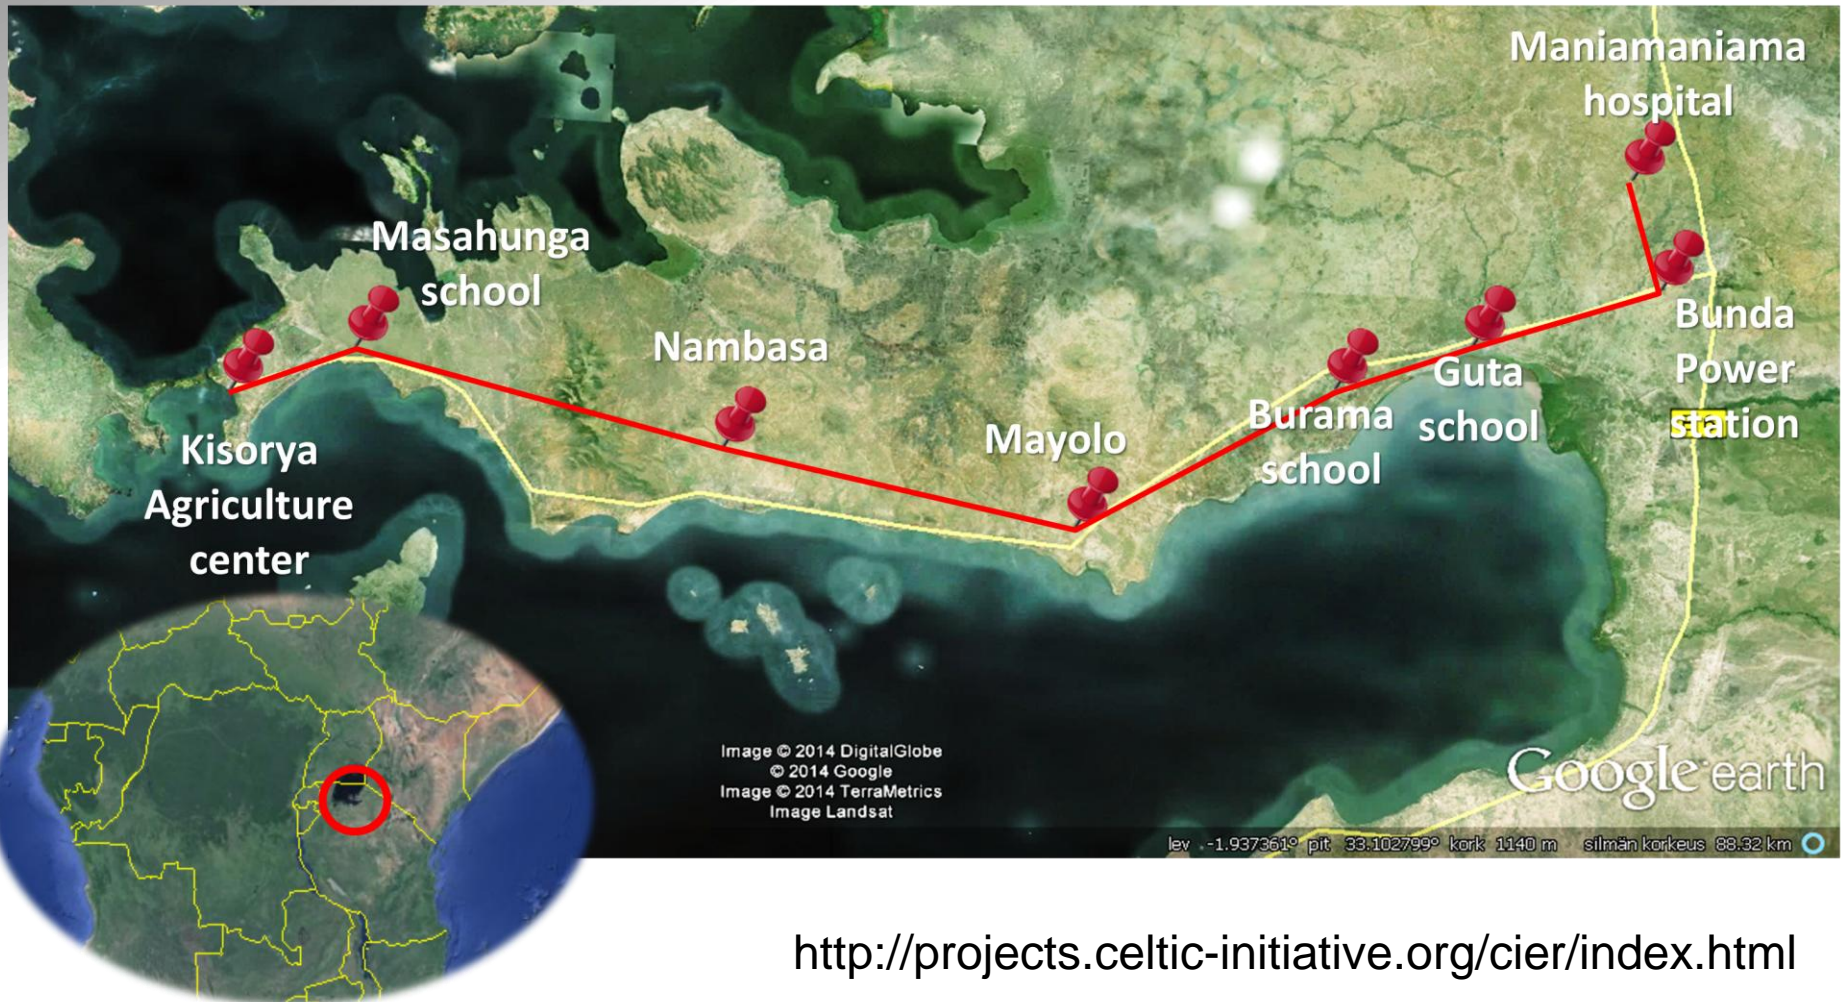 Maniamaniama
hospital
Masahunga
school
Nambasa
Bunda
Power
station
Guta
school
Mayolo
Burama
school
Kisorya
Agriculture
center
Image © 2014 DigitalGlobe
© 2014 Google
Image © 2014 TerraMetrics
Image Landsat
Google earth
lev -1.937361° pit 33.102799° kork 1140 m silmän korkeus 88.32 km
http://projects.celtic-initiative.org/cier/index.html